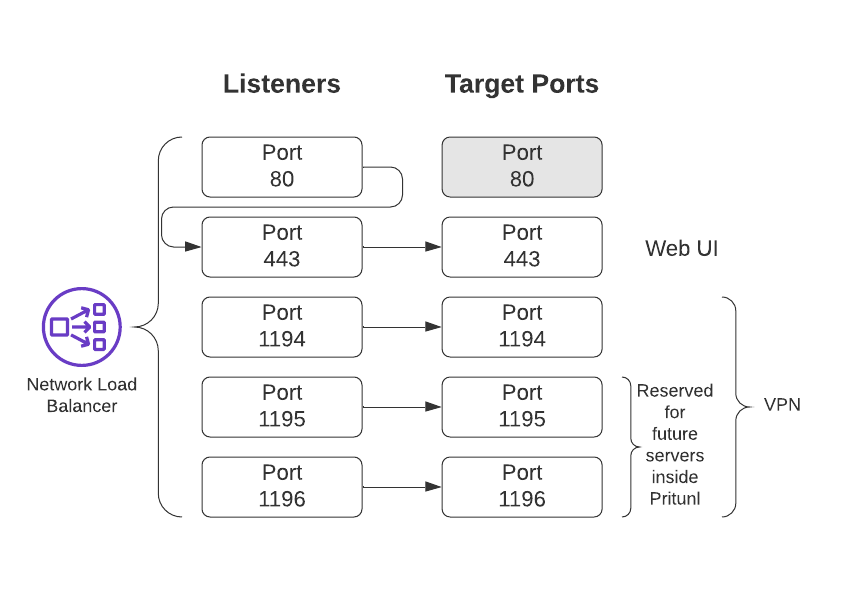 Listeners
Target Ports
Port
80
Port
80
Port
443
Port
443
Web UI
Port
1194
Port
1194
Network Load
Balancer
Port
1195
Port
1195
Reserved
for
future
servers
inside
Pritunl
VPN
Port
1196
Port
1196